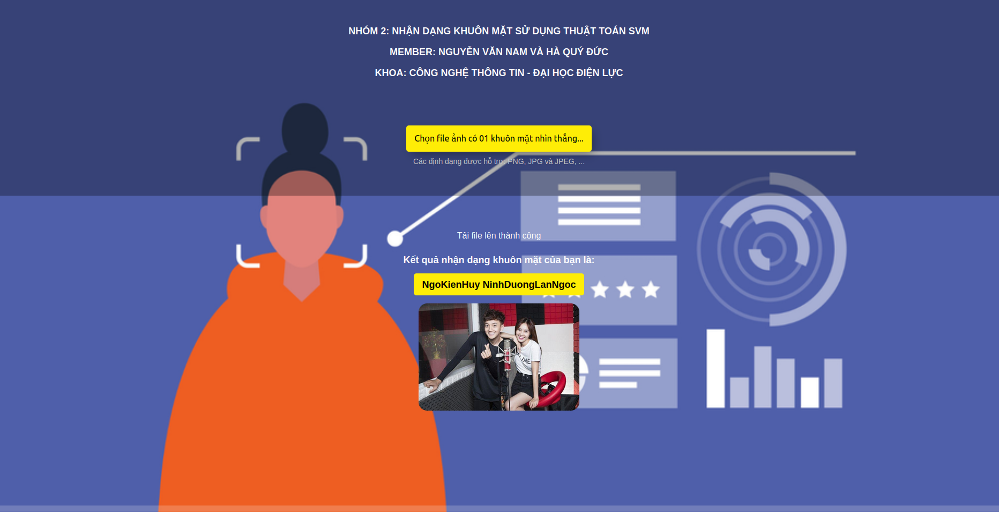 NHÓM 2: NHẬN DẠNG KHUÔN MẶT SỬ DỤNG THUẬT TOÁN SVM
MEMBER: NGUYỄN VĂN NAM VÀ HÀ QUÝ ĐỨC
KHOA: CÔNG NGHỆ THÔNG TIN - ĐẠI HỌC ĐIỆN LỰC
Chọn file ảnh có 01 khuôn mặt nhìn thẳng...
Các định dạng được hỗ trợ: PNG, JPG và JPEG, ...
Tải file lên thành công
Kết quả nhận dạng khuôn mặt của bạn là:
NgoKienHuy NinhDuongLanNgoc